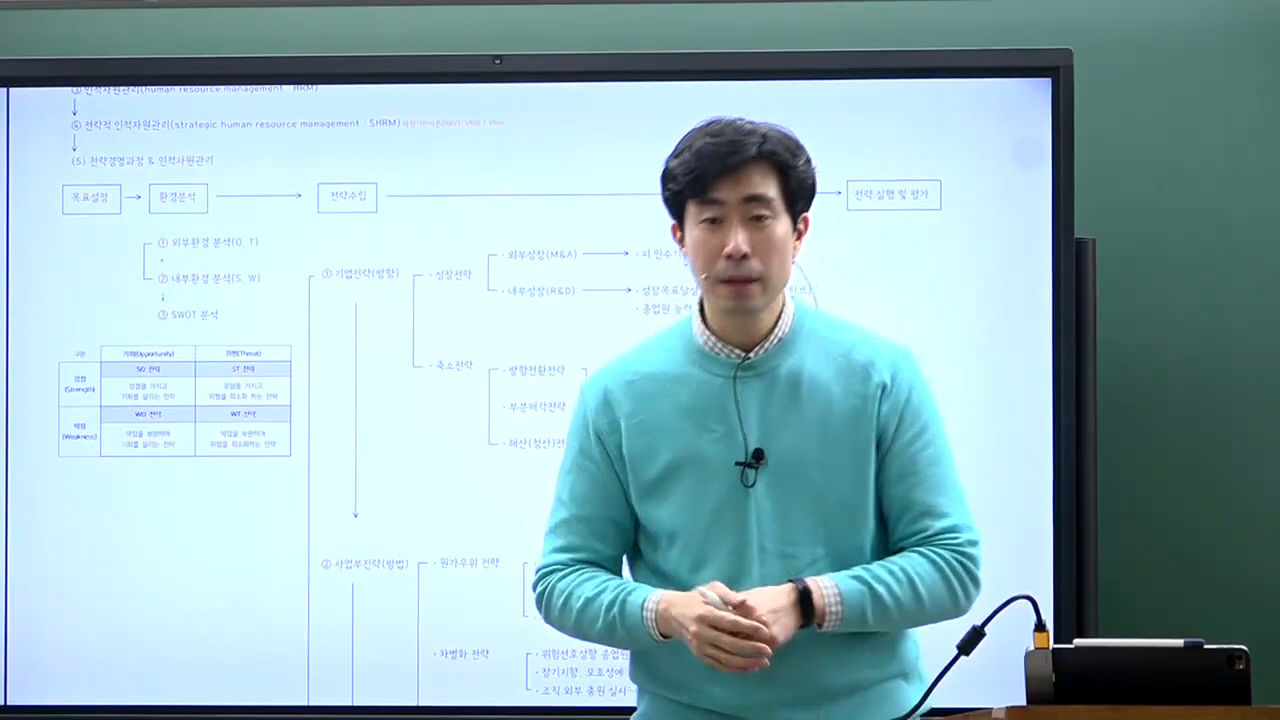 ③ 인적자원관리(human resource management : HRM)
④ 전략적 인적자원관리(strategic human resource management : SHRM)
(5) 전략경영과정 & 인적자원관리
목표설정
환경분석
전략수립
전략 실행 및 평가
① 외부환경 분석(O, T)
+
② 내부환경 분석(S, W)
③ SWOT 분석
① 기업전략(방향)
· 성장전략
· 외부성장(M&A)
· 피 인수기
· 내부성장(R&D)
· 성장목표달성
· 종업원 능력
· 축소전략
· 방향전환전략
· 부분매각전략
· 해산(청산)전
구분
기회(Opportunity)
위협(Threat)
강점
(Strength)
SO 전략
ST 전략
강점을 가지고
기회를 살리는 전략
강점을 가지고
위협을 최소화 하는 전략
약점
(Weakness)
WO 전략
WT 전략
약점을 보완하여
기회를 살리는 전략
약점을 보완하여
위협을 최소화하는 전략
② 사업부전략(방법)
· 원가우위 전략
· 차별화 전략
· 위험선호성향 종업원
· 장기지향, 모호성에
· 조직 외부 충원 실시